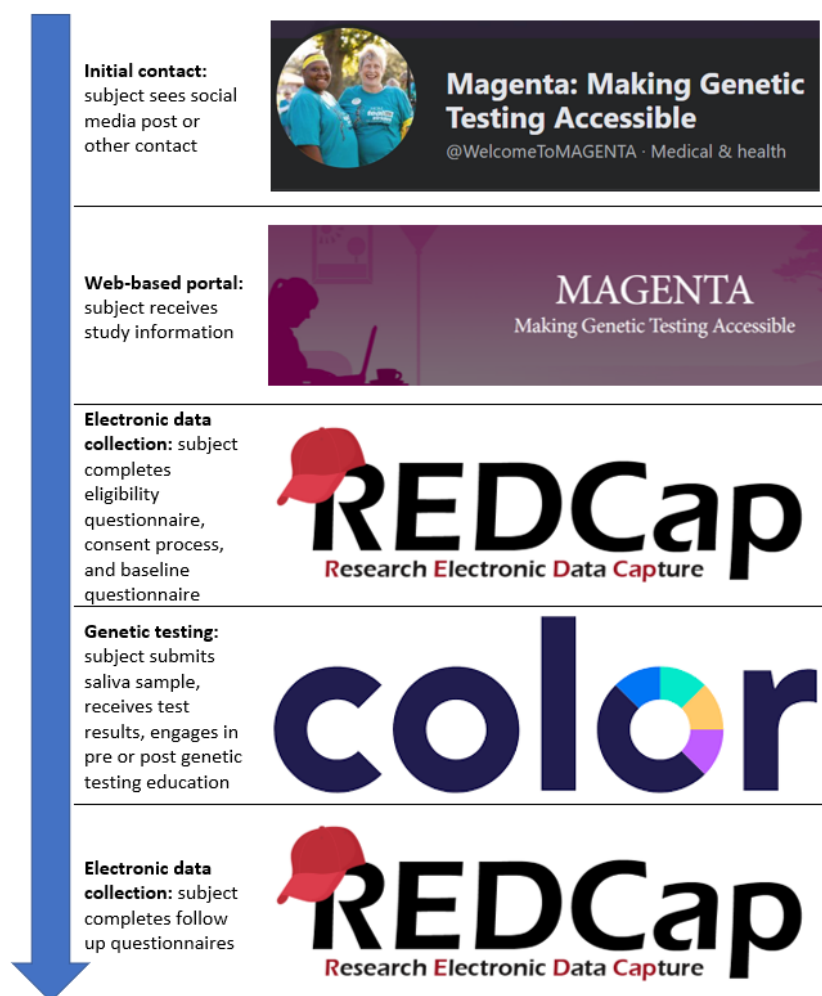 Initial contact:
subject sees social
media post or
other contact
Magenta: Making Genetic
Testing Accessible
@WelcomeToMAGENTA · Medical & health
Web-based portal:
subject receives
study information
MAGENTA
Making Genetic Testing Accessible
Electronic data
collection: subject
completes
eligibility
questionnaire,
consent process,
and baseline
questionnaire
REDCap
Research Electronic Data Capture
Genetic testing:
subject submits
saliva sample,
receives test
results, engages in
pre or post genetic
testing education
color
Electronic data
collection: subject
completes follow
up questionnaires
REDCap
Research Electronic Data Capture